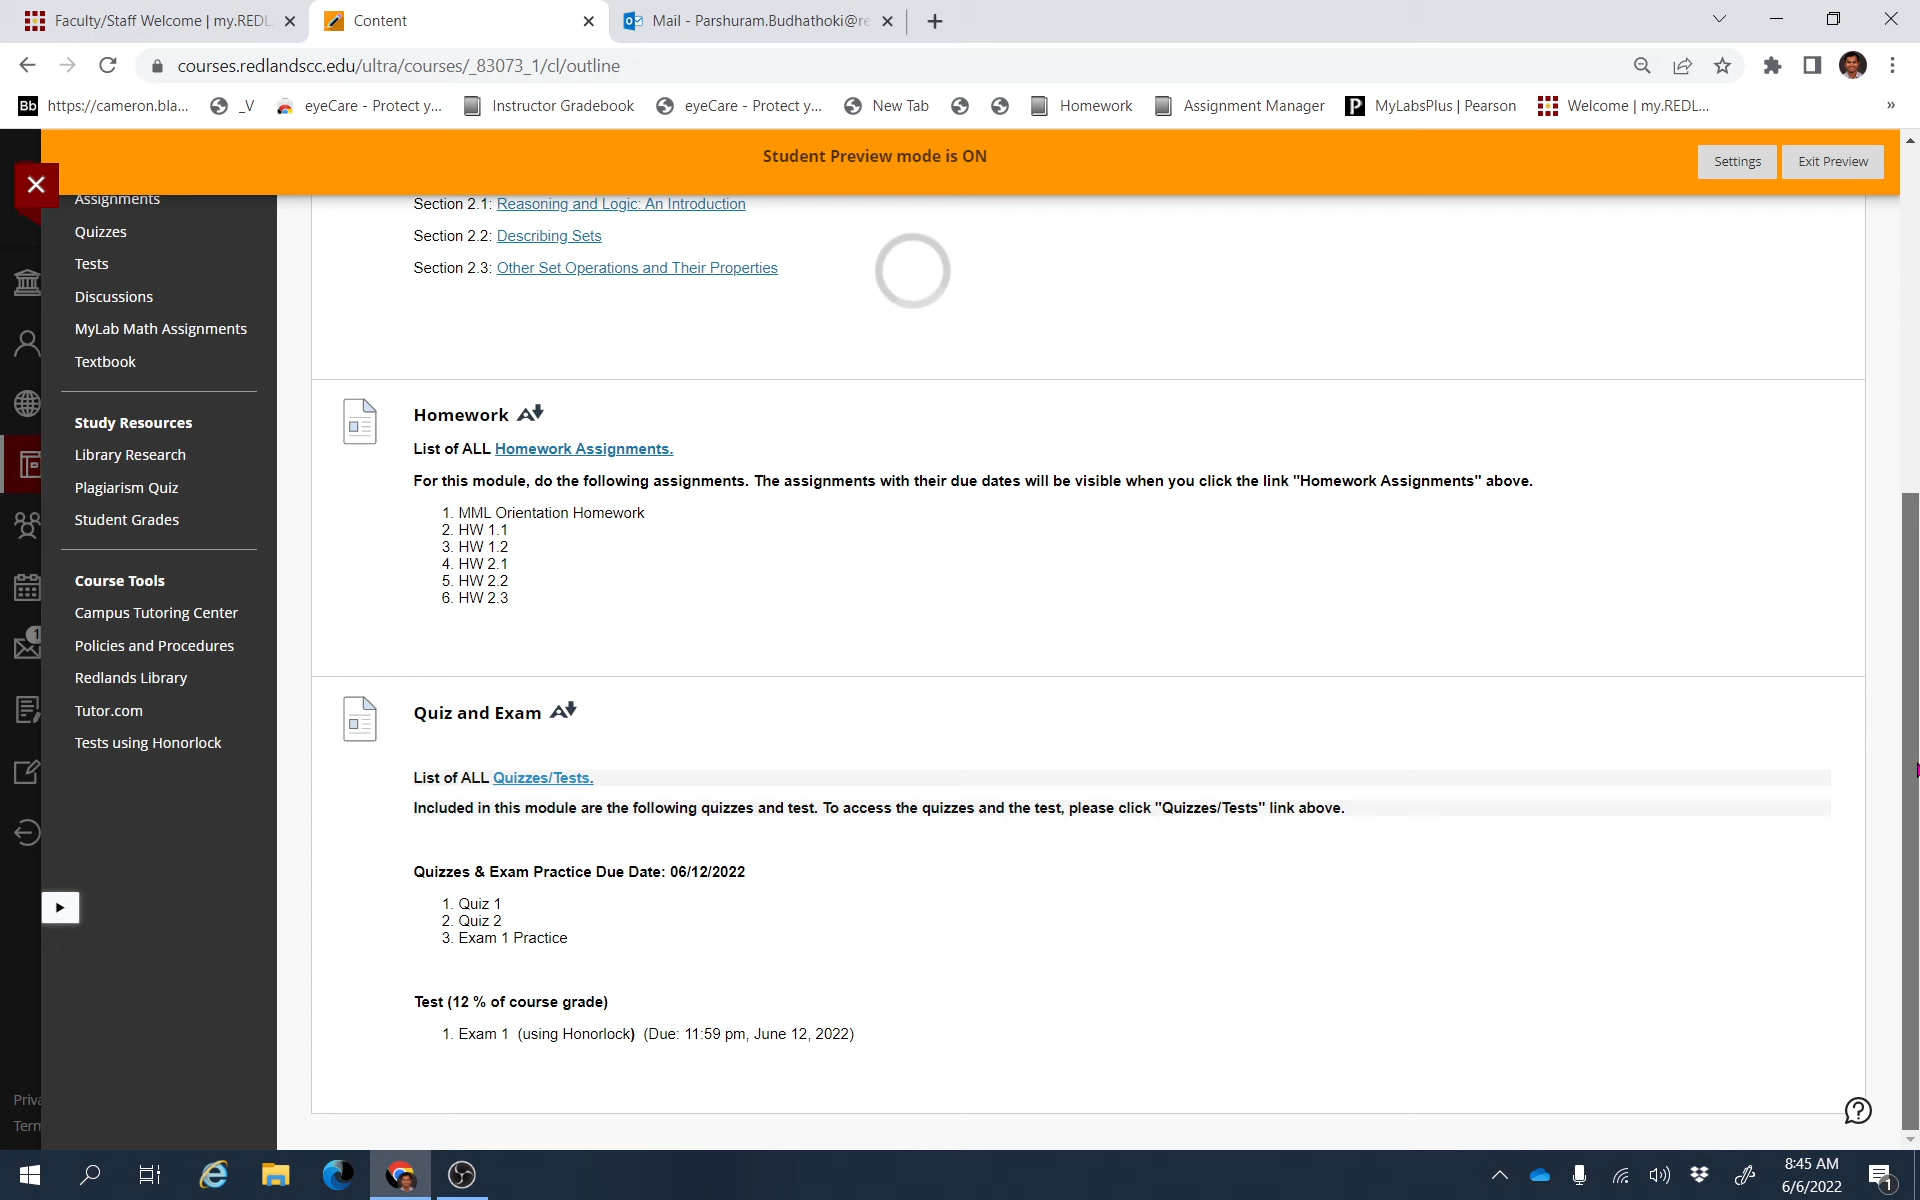 Faculty/Staff Welcome | my.REDL
Content
Mail - Parshuram.Budhathoki@re
courses.redlandscc.edu/ultra/courses/_83073_1/cl/outline
Bb https://cameron.bla...
_V
eyeCare - Protect y...
Instructor Gradebook
eyeCare - Protect y...
New Tab
Homework
Assignment Manager
MyLabsPlus | Pearson
Welcome | my.REDL...
»
Student Preview mode is ON
Settings
Exit Preview
Assignments
Quizzes
Tests
Discussions
MyLab Math Assignments
Textbook
Study Resources
Library Research
Plagiarism Quiz
Student Grades
Course Tools
Campus Tutoring Center
Policies and Procedures
Redlands Library
Tutor.com
Tests using Honorlock
1
Priva
Term
Section 2.1: Reasoning and Logic: An Introduction
Section 2.2: Describing Sets
Section 2.3: Other Set Operations and Their Properties
Homework
List of ALL Homework Assignments.
For this module, do the following assignments. The assignments with their due dates will be visible when you click the link "Homework Assignments" above.
1. MML Orientation Homework
2. HW 1.1
3. HW 1.2
4. HW 2.1
5. HW 2.2
6. HW 2.3
Quiz and Exam
List of ALL Quizzes/Tests.
Included in this module are the following quizzes and test. To access the quizzes and the test, please click "Quizzes/Tests" link above.
Quizzes & Exam Practice Due Date: 06/12/2022
1. Quiz 1
2. Quiz 2
3. Exam 1 Practice
Test (12 % of course grade)
1. Exam 1 (using Honorlock) (Due: 11:59 pm, June 12, 2022)
8:45 AM
6/6/2022
1